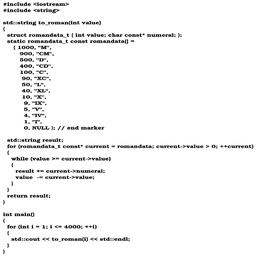 #include <iostream>
#include <string>

std::string to_roman(int value)
{
  struct romandata_t { int value; char const* numeral; };
  static romandata_t const romandata[] =
    { 1000, "M",
      900, "CM",
      500, "D",
      400, "CD",
      100, "C",
      90, "XC",
      50, "L",
      40, "XL",
      10, "X",
      9, "IX",
      5, "V",
      4, "IV",
      1, "I",
      0, NULL }; // end marker

  std::string result;
  for (romandata_t const* current = romandata; current->value > 0; ++current)
  {
    while (value >= current->value)
    {
      result += current->numeral;
      value  -= current->value;
    }
  }
  return result;
}

int main()
{
  for (int i = 1; i <= 4000; ++i)
  {
    std::cout << to_roman(i) << std::endl;
  }
}